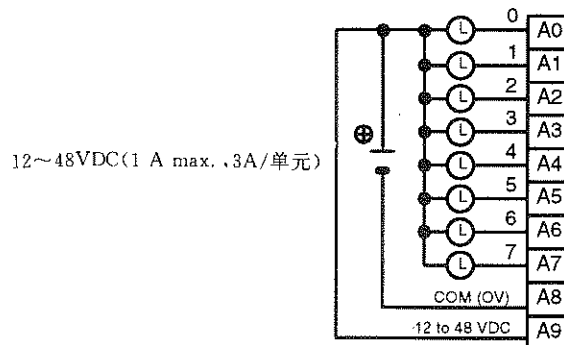 0 A0
1 A1
2 A2
3 A3
12～48VDC(1 A max. ,3A/单元) ⊕ 4 A4
5 A5
6 A6
7 A7
COM (OV) A8
12 to 48 VDC A9
L
L
L
L
L
L
L
L